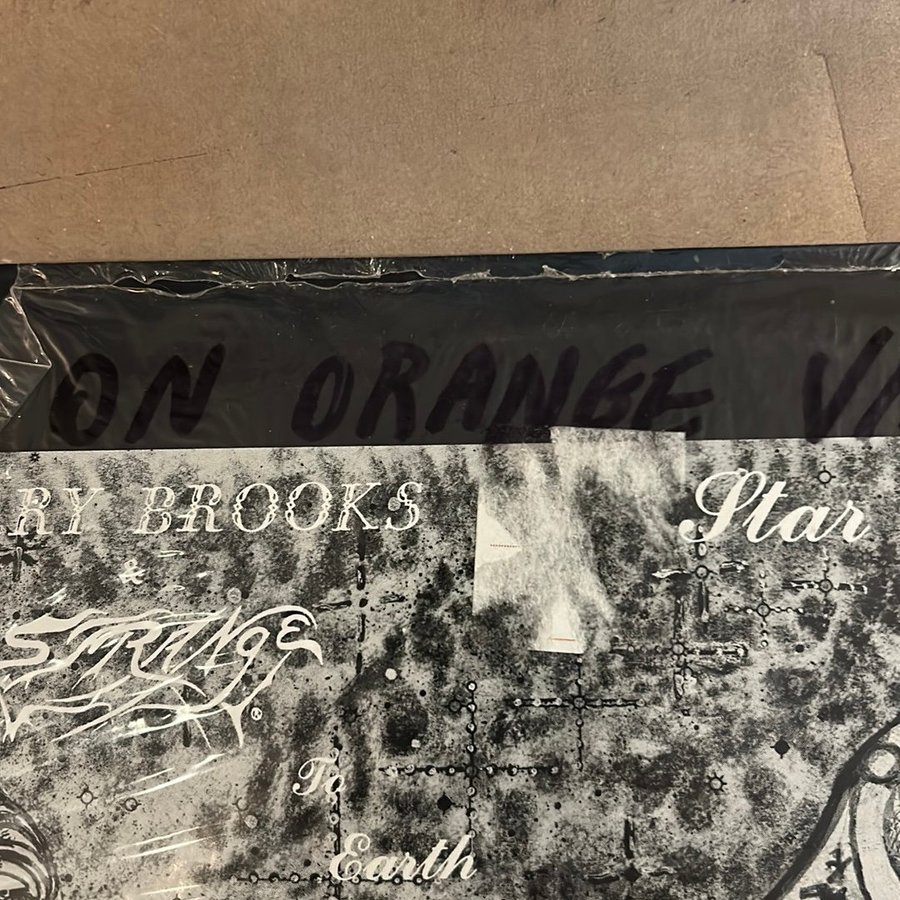 ON ORANGE
RY BROOKS
Star
&
STRANGE
®
To
Earth